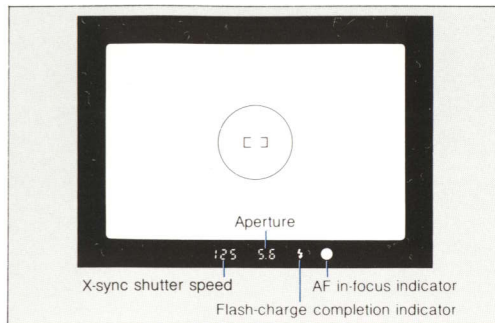 Aperture
125 5.6
X-sync shutter speed AF in-focus indicator
Flash-charge completion indicator